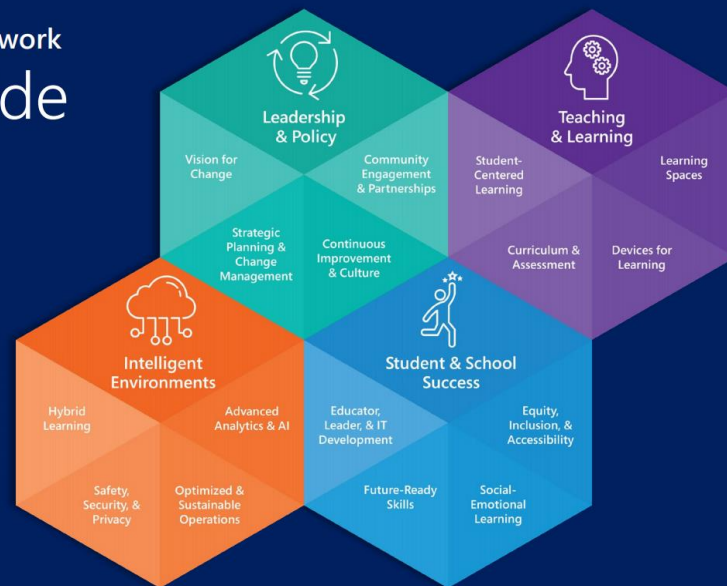 work
de
Leadership
& Policy
Vision for
Change
Community
Engagement
& Partnerships
Strategic
Planning &
Change
Management
Continuous
Improvement
& Culture
Teaching
& Learning
Student-
Centered
Learning
Learning
Spaces
Curriculum &
Assessment
Devices for
Learning
Intelligent
Environments
Hybrid
Learning
Advanced
Analytics & AI
Safety,
Security, &
Privacy
Optimized &
Sustainable
Operations
Student & School
Success
Educator,
Leader, & IT
Development
Equity,
Inclusion, &
Accessibility
Future-Ready
Skills
Social-
Emotional
Learning